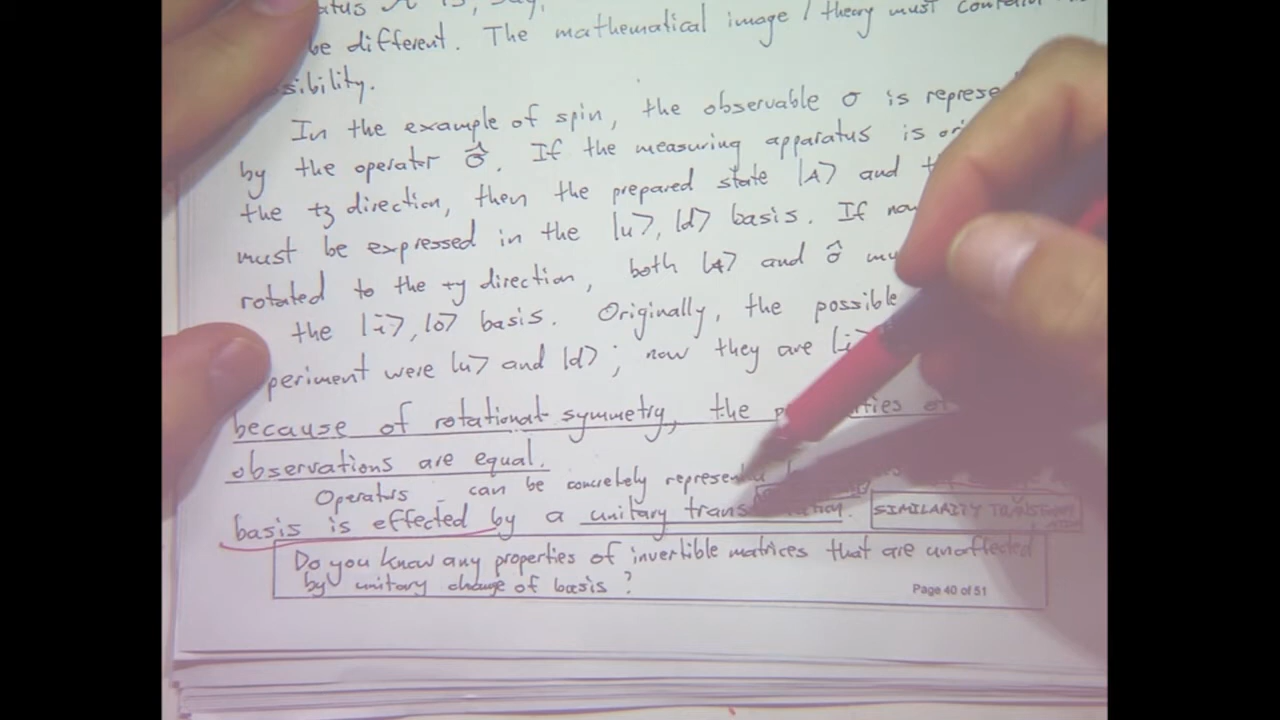 be different. The mathematical image / theory must
sibility.
In the example of spin, the observable σ is represe
by the operator σ̂. If the measuring apparatus is
the +z direction, then the prepared state |A> and
must be expressed in the |u>, |d> basis. If now
rotated to the +y direction, both |A> and σ̂
the |i>, |o> basis. Originally, the possible
periment were |u> and |d>; now they are |i>
because of rotational symmetry, the
observations are equal.
Operators can be concretely represented
basis is effected by a unitary transformation. SIMILARITY TRANSFORMATION
Do you know any properties of invertible matrices that are unaffected
by unitary change of basis?
Page 40 of 51